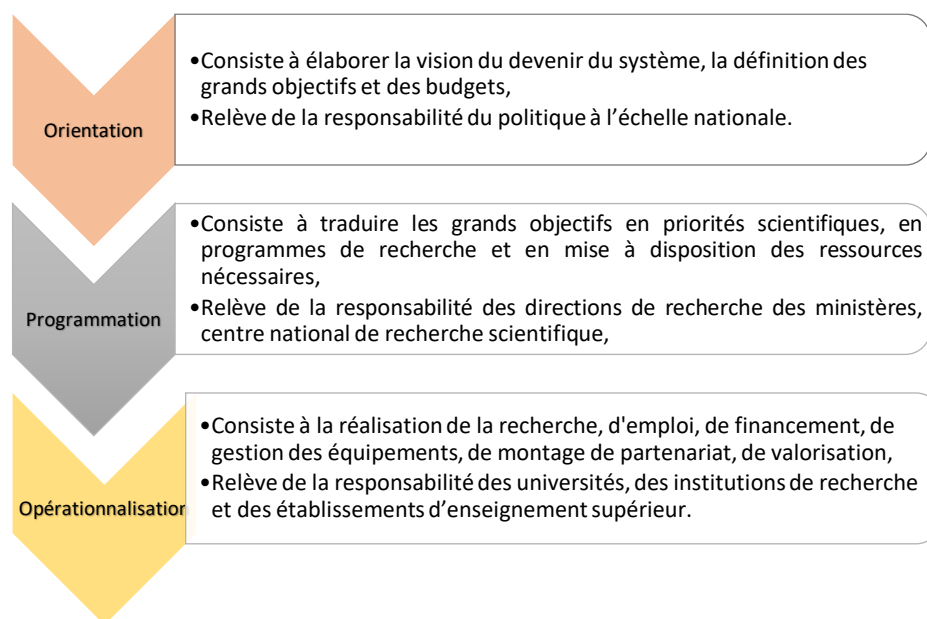 Orientation
•Consiste à élaborer la vision du devenir du système, la définition des
grands objectifs et des budgets,
•Relève de la responsabilité du politique à l'échelle nationale.
Programmation
•Consiste à traduire les grands objectifs en priorités scientifiques, en
programmes de recherche et en mise à disposition des ressources
nécessaires,
•Relève de la responsabilité des directions de recherche des ministères,
centre national de recherche scientifique,
Opérationnalisation
•Consiste à la réalisation de la recherche, d'emploi, de financement, de
gestion des équipements, de montage de partenariat, de valorisation,
•Relève de la responsabilité des universités, des institutions de recherche
et des établissements d'enseignement supérieur.